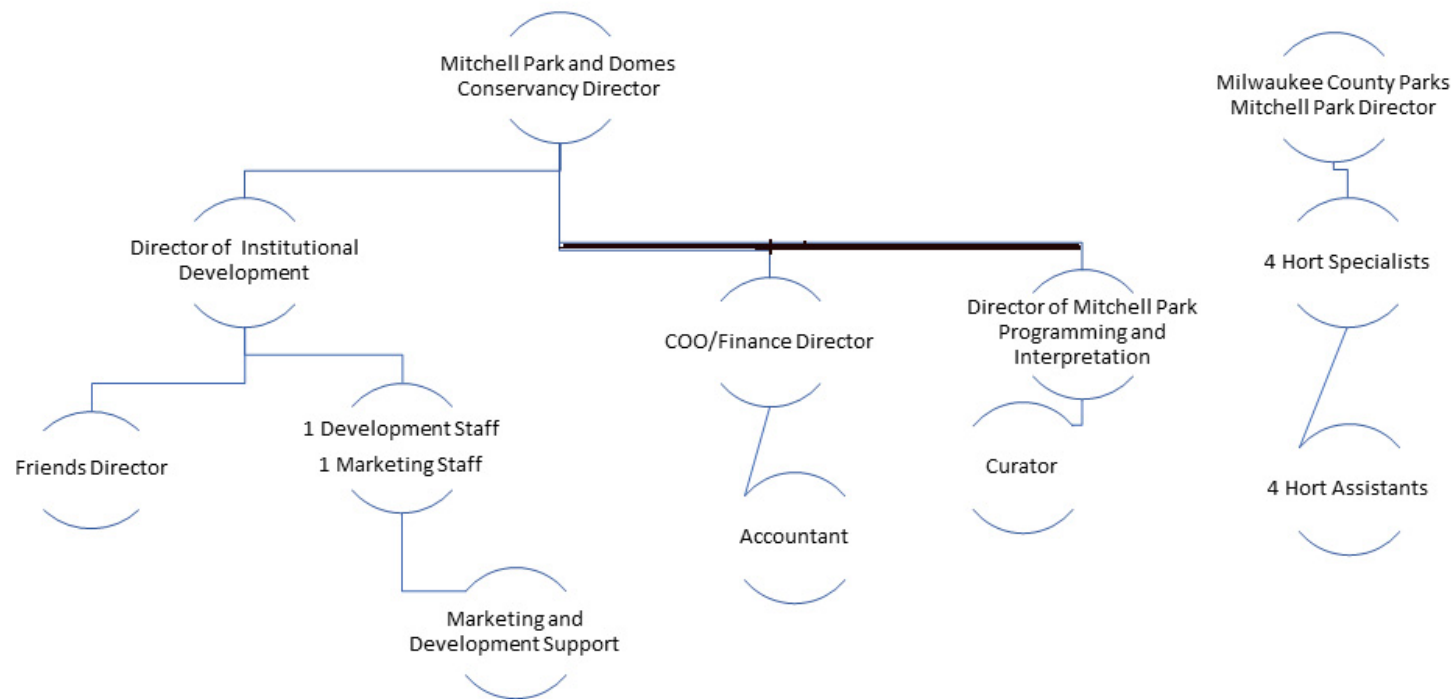 Mitchell Park and Domes
Conservancy Director
Milwaukee County Parks
Mitchell Park Director
Director of Institutional
Development
4 Hort Specialists
COO/Finance Director
Director of Mitchell Park
Programming and
Interpretation
Friends Director
1 Development Staff
1 Marketing Staff
Curator
4 Hort Assistants
Accountant
Marketing and
Development Support